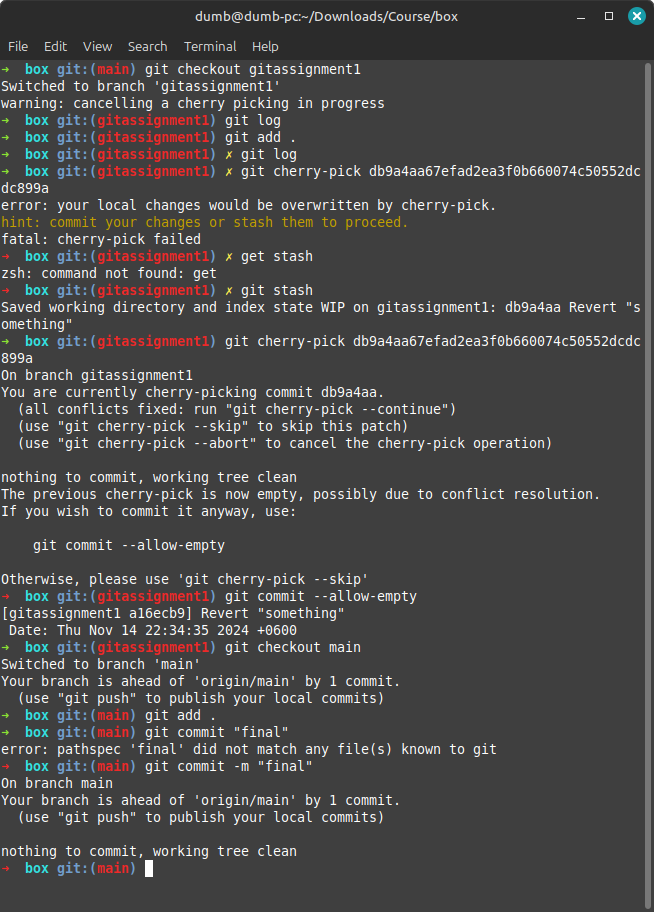 dumb@dumb-pc:~/Downloads/Course/box
File Edit View Search Terminal Help
➜  box git:(main) git checkout gitassignment1
Switched to branch 'gitassignment1'
warning: cancelling a cherry picking in progress
➜  box git:(gitassignment1) git log
➜  box git:(gitassignment1) git add .
➜  box git:(gitassignment1) ✗ git log
➜  box git:(gitassignment1) ✗ git cherry-pick db9a4aa67efad2ea3f0b660074c50552dc
dc899a
error: your local changes would be overwritten by cherry-pick.
hint: commit your changes or stash them to proceed.
fatal: cherry-pick failed
➜  box git:(gitassignment1) ✗ get stash
zsh: command not found: get
➜  box git:(gitassignment1) ✗ git stash
Saved working directory and index state WIP on gitassignment1: db9a4aa Revert "s
omething"
➜  box git:(gitassignment1) git cherry-pick db9a4aa67efad2ea3f0b660074c50552dcdc
899a
On branch gitassignment1
You are currently cherry-picking commit db9a4aa.
  (all conflicts fixed: run "git cherry-pick --continue")
  (use "git cherry-pick --skip" to skip this patch)
  (use "git cherry-pick --abort" to cancel the cherry-pick operation)
nothing to commit, working tree clean
The previous cherry-pick is now empty, possibly due to conflict resolution.
If you wish to commit it anyway, use:
    git commit --allow-empty
Otherwise, please use 'git cherry-pick --skip'
➜  box git:(gitassignment1) git commit --allow-empty
[gitassignment1 a16ecb9] Revert "something"
 Date: Thu Nov 14 22:34:35 2024 +0600
➜  box git:(gitassignment1) git checkout main
Switched to branch 'main'
Your branch is ahead of 'origin/main' by 1 commit.
  (use "git push" to publish your local commits)
➜  box git:(main) git add .
➜  box git:(main) git commit "final"
error: pathspec 'final' did not match any file(s) known to git
➜  box git:(main) git commit -m "final"
On branch main
Your branch is ahead of 'origin/main' by 1 commit.
  (use "git push" to publish your local commits)
nothing to commit, working tree clean
➜  box git:(main)